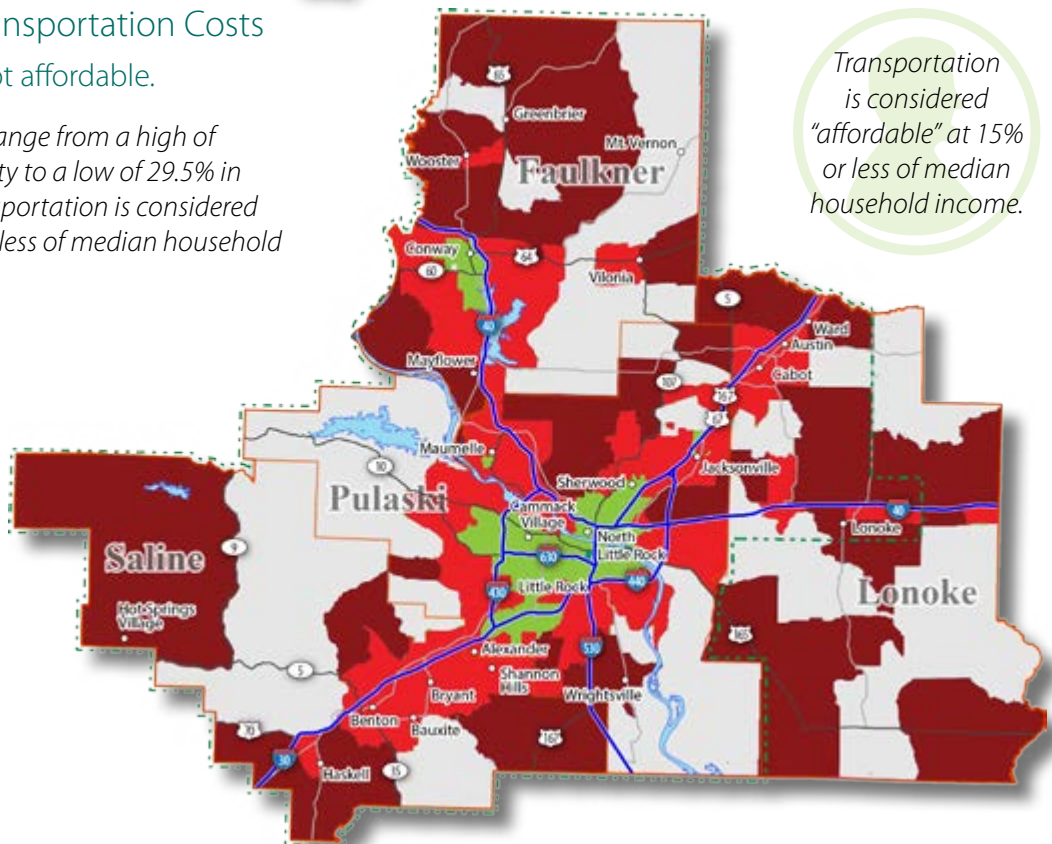 nsportation Costs
ot affordable.
ange from a high of
ty to a low of 29.5% in
sportation is considered
less of median household
Transportation
is considered
"affordable" at 15%
or less of median
household income.
65
Greenbrier
Mt. Vernon
Wooster
Faulkner
Conway
64
60
Vilonia
5
40
Ward
Austin
Mayflower
107
Cabot
167
67
Maumelle
10
Jacksonville
Sherwood
Pulaski
Cammack
Village
40
North
Little Rock
Lonoke
9
630
Saline
Little Rock
440
430
Lonoke
Hot Springs
Village
165
Alexander
530
5
Shannon
Hills
Bryant
Wrightsville
Benton
70
Bauxite
167
30
Haskell
15